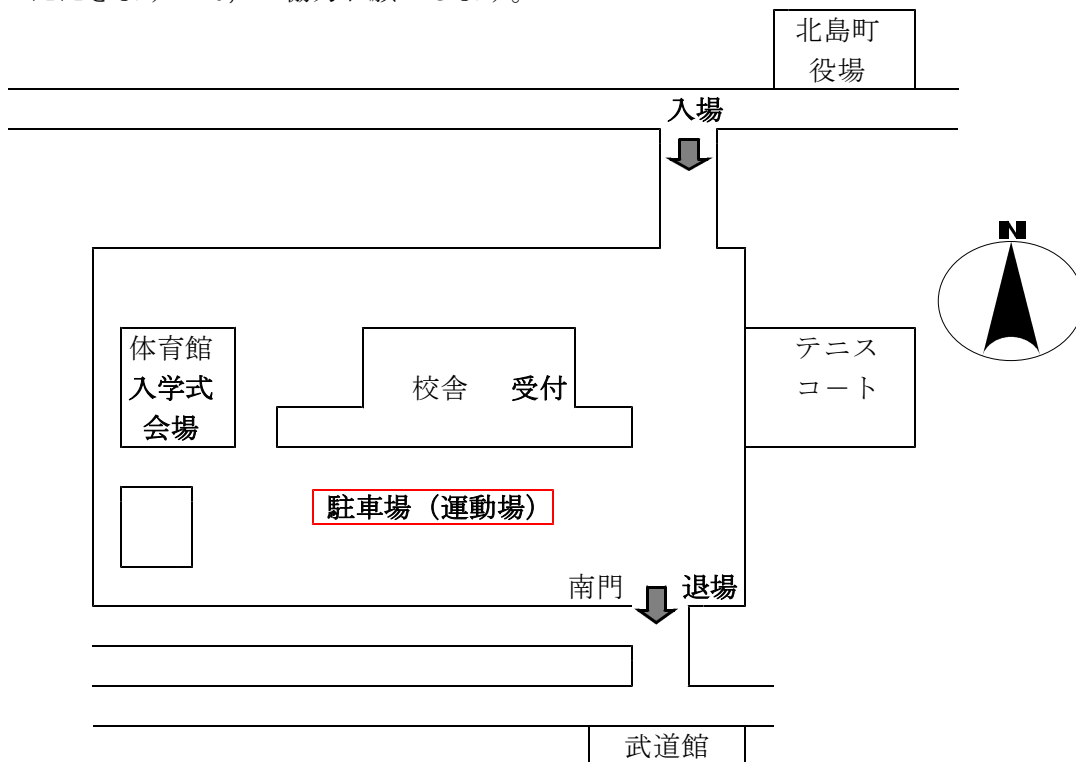 北島町
役場
入場
N
体育館
入学式
会場
校舎　受付
テニス
コート
駐車場（運動場）
南門
退場
武道館